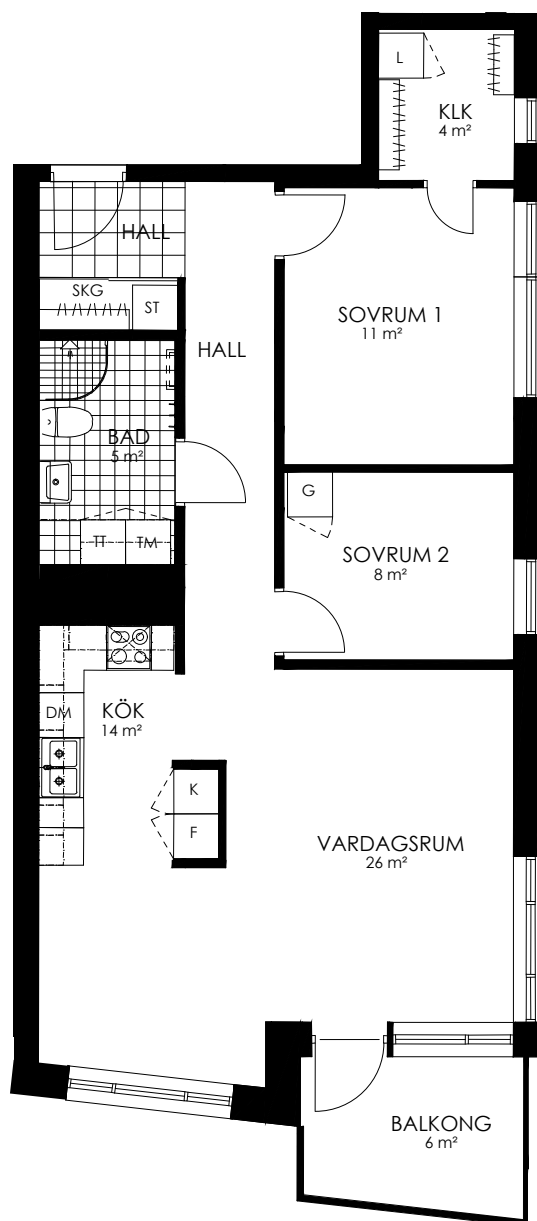 L
KLK
4 m²
HALL
SKG
ST
SOVRUM 1
11 m²
HALL
BAD
5 m²
G
TT
TM
SOVRUM 2
8 m²
DM
KÖK
14 m²
K
F
VARDAGSRUM
26 m²
BALKONG
6 m²